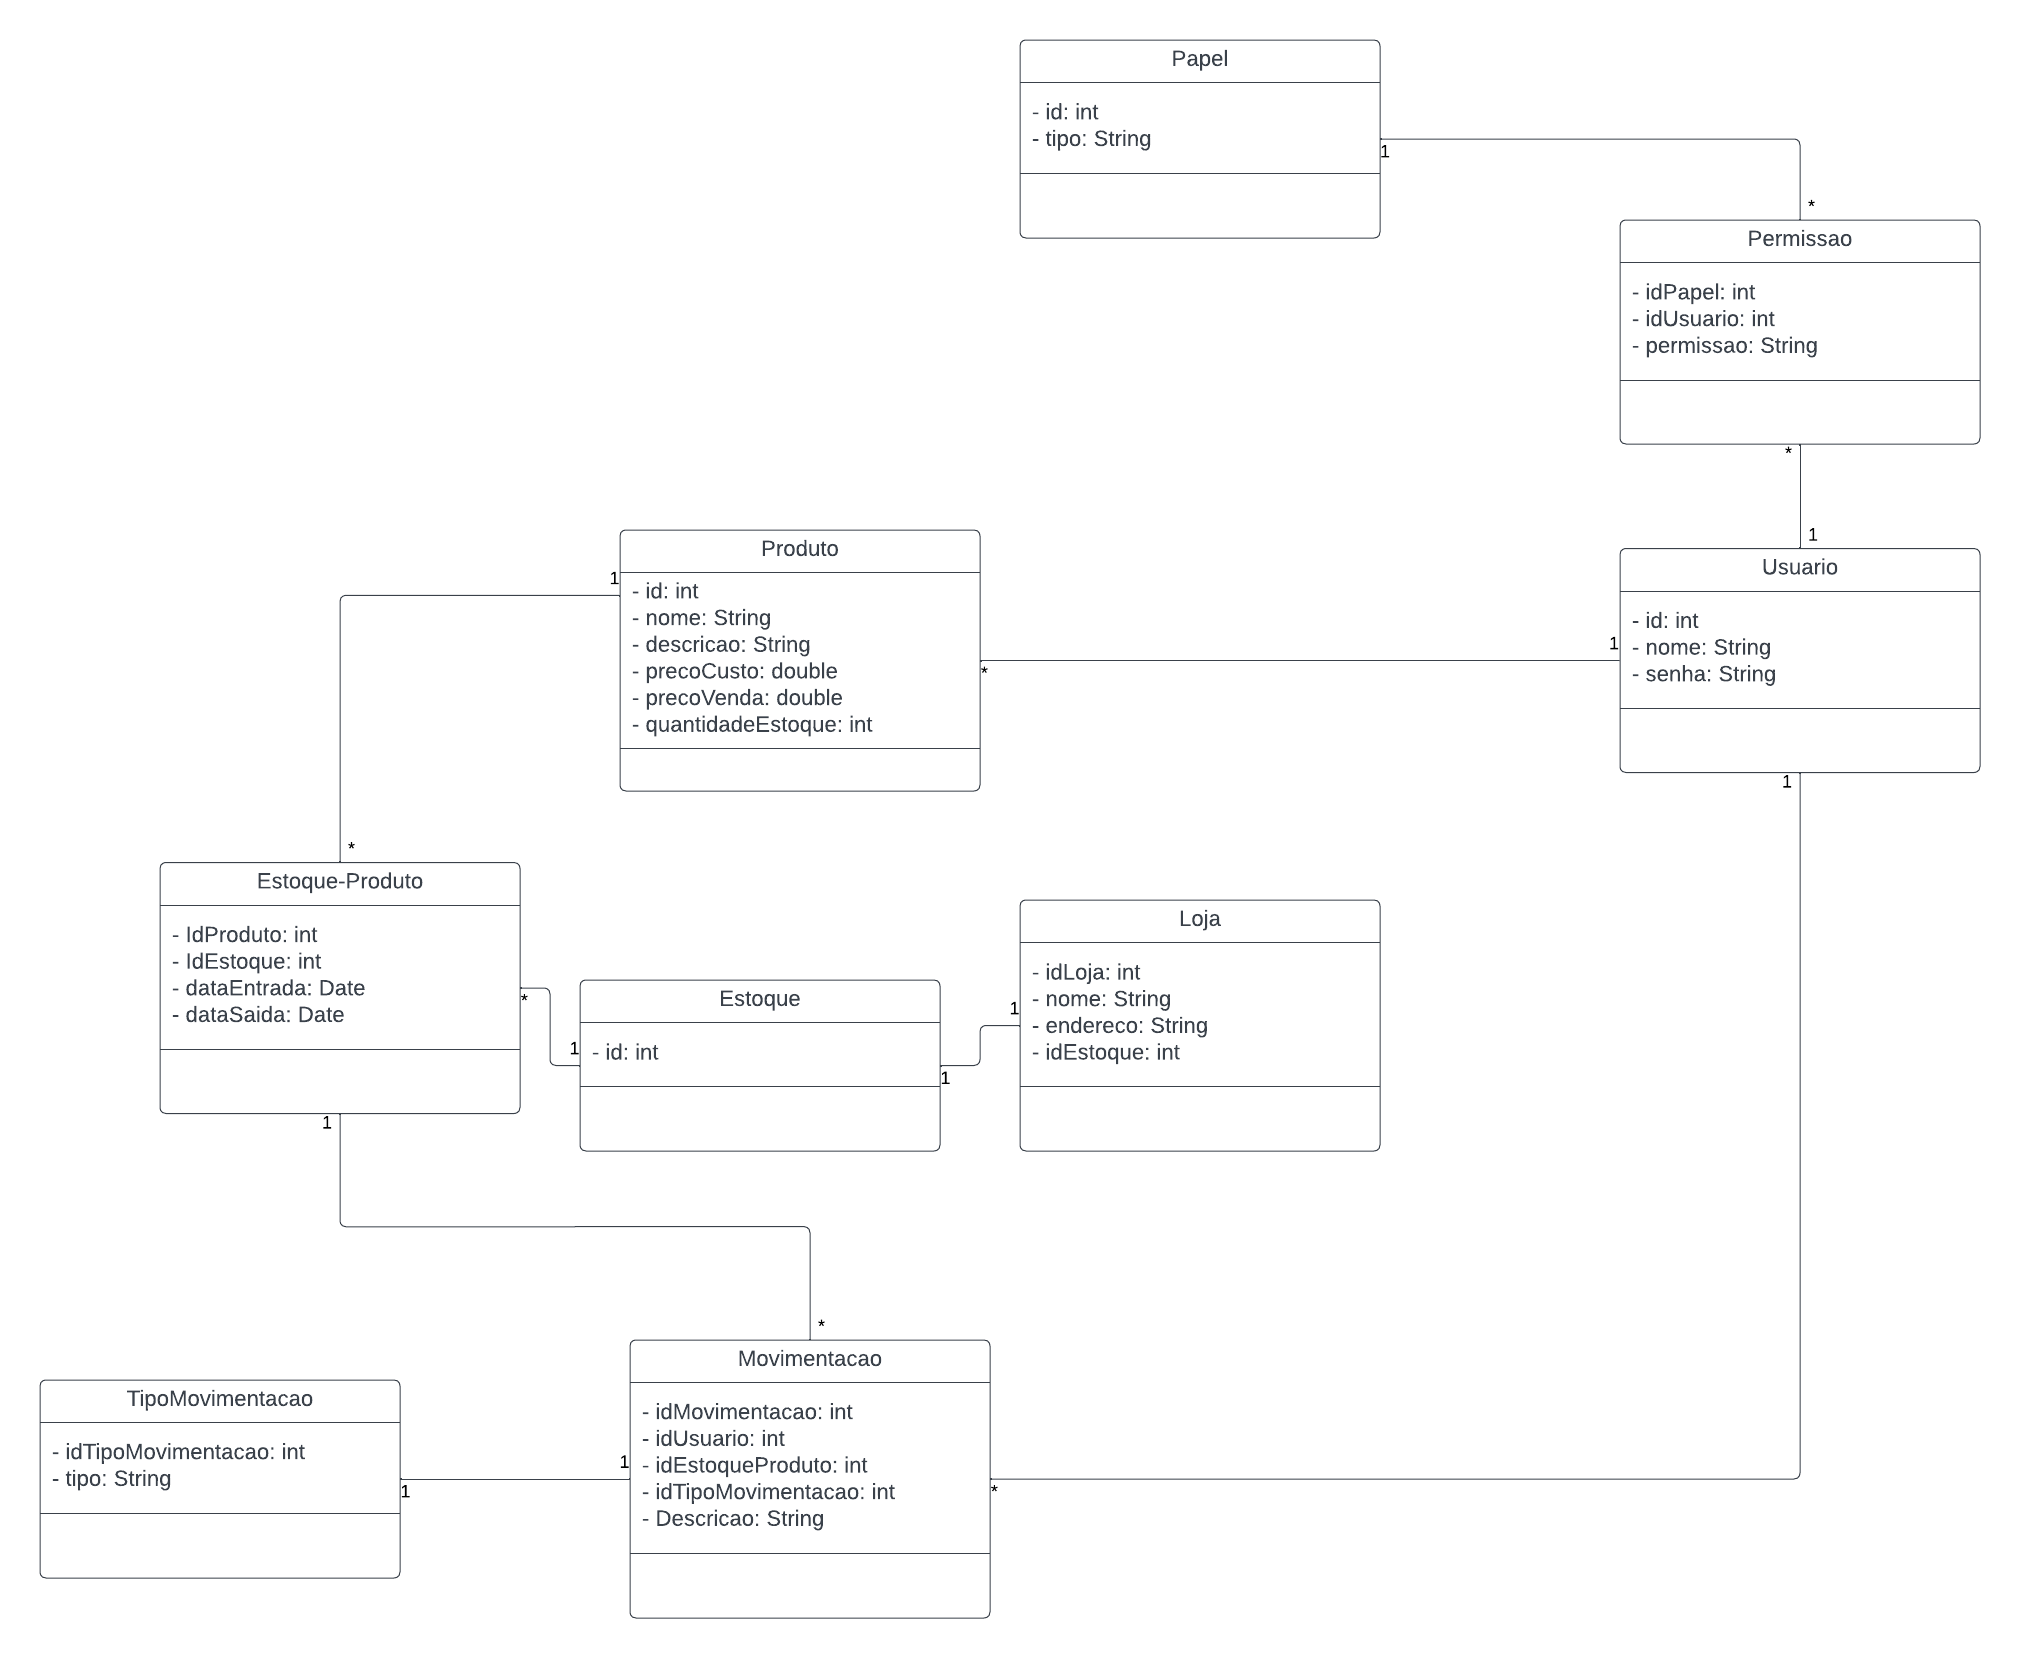 Papel
- id: int
- tipo: String
1
*
Permissao
- idPapel: int
- idUsuario: int
- permissao: String
*
1
Usuario
- id: int
- nome: String
- senha: String
1
1
Produto
- id: int
- nome: String
- descricao: String
- precoCusto: double
- precoVenda: double
- quantidadeEstoque: int
1
*
*
Estoque-Produto
- IdProduto: int
- IdEstoque: int
- dataEntrada: Date
- dataSaida: Date
*
1
1
Estoque
- id: int
1
1
Loja
- idLoja: int
- nome: String
- endereco: String
- idEstoque: int
*
Movimentacao
- idMovimentacao: int
- idUsuario: int
- idEstoqueProduto: int
- idTipoMovimentacao: int
- Descricao: String
1
*
TipoMovimentacao
- idTipoMovimentacao: int
- tipo: String
1